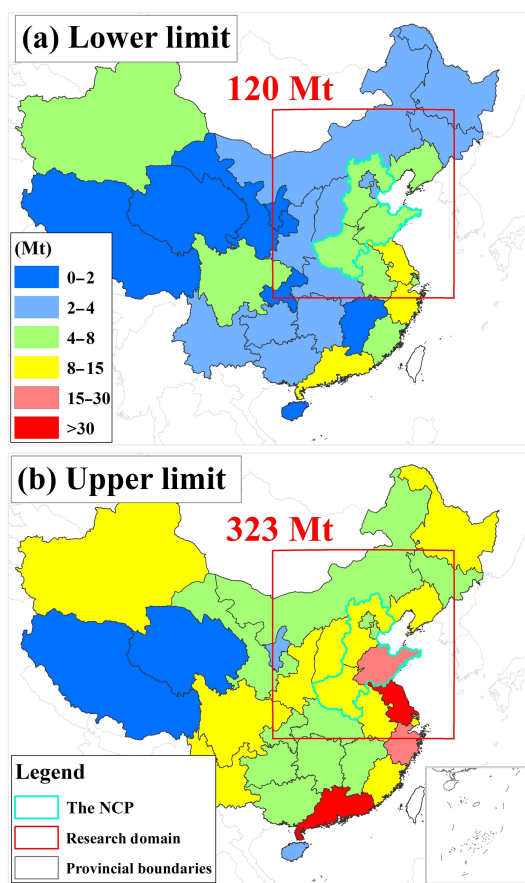 (a) Lower limit
120 Mt
(Mt)
0–2
2–4
4–8
8–15
15–30
>30
(b) Upper limit
323 Mt
Legend
The NCP
Research domain
Provincial boundaries